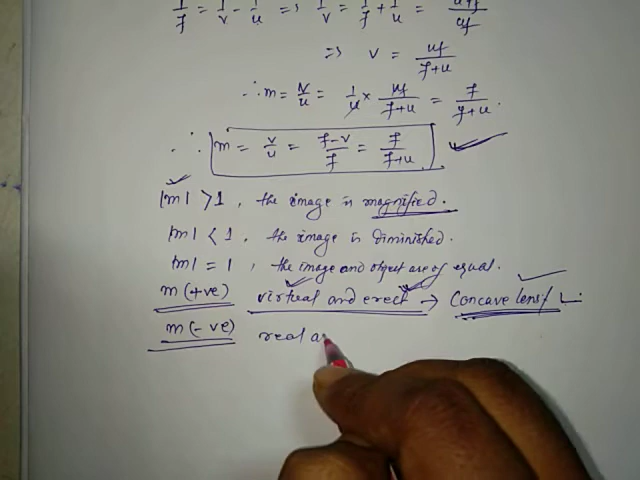 1/f = 1/v - 1/u => 1/v = 1/f + 1/u = u+f/uf
=> v = uf/f+u
∴ m = v/u = 1/u × uf/f+u = f/f+u.
∴ m = v/u = f-v/f = f/f+u
|m| > 1, the image is magnified.
|m| < 1, the image is diminished.
|m| = 1, the image and object are of equal.
m(+ve) virtual and erect → Concave lens
m(-ve) real a